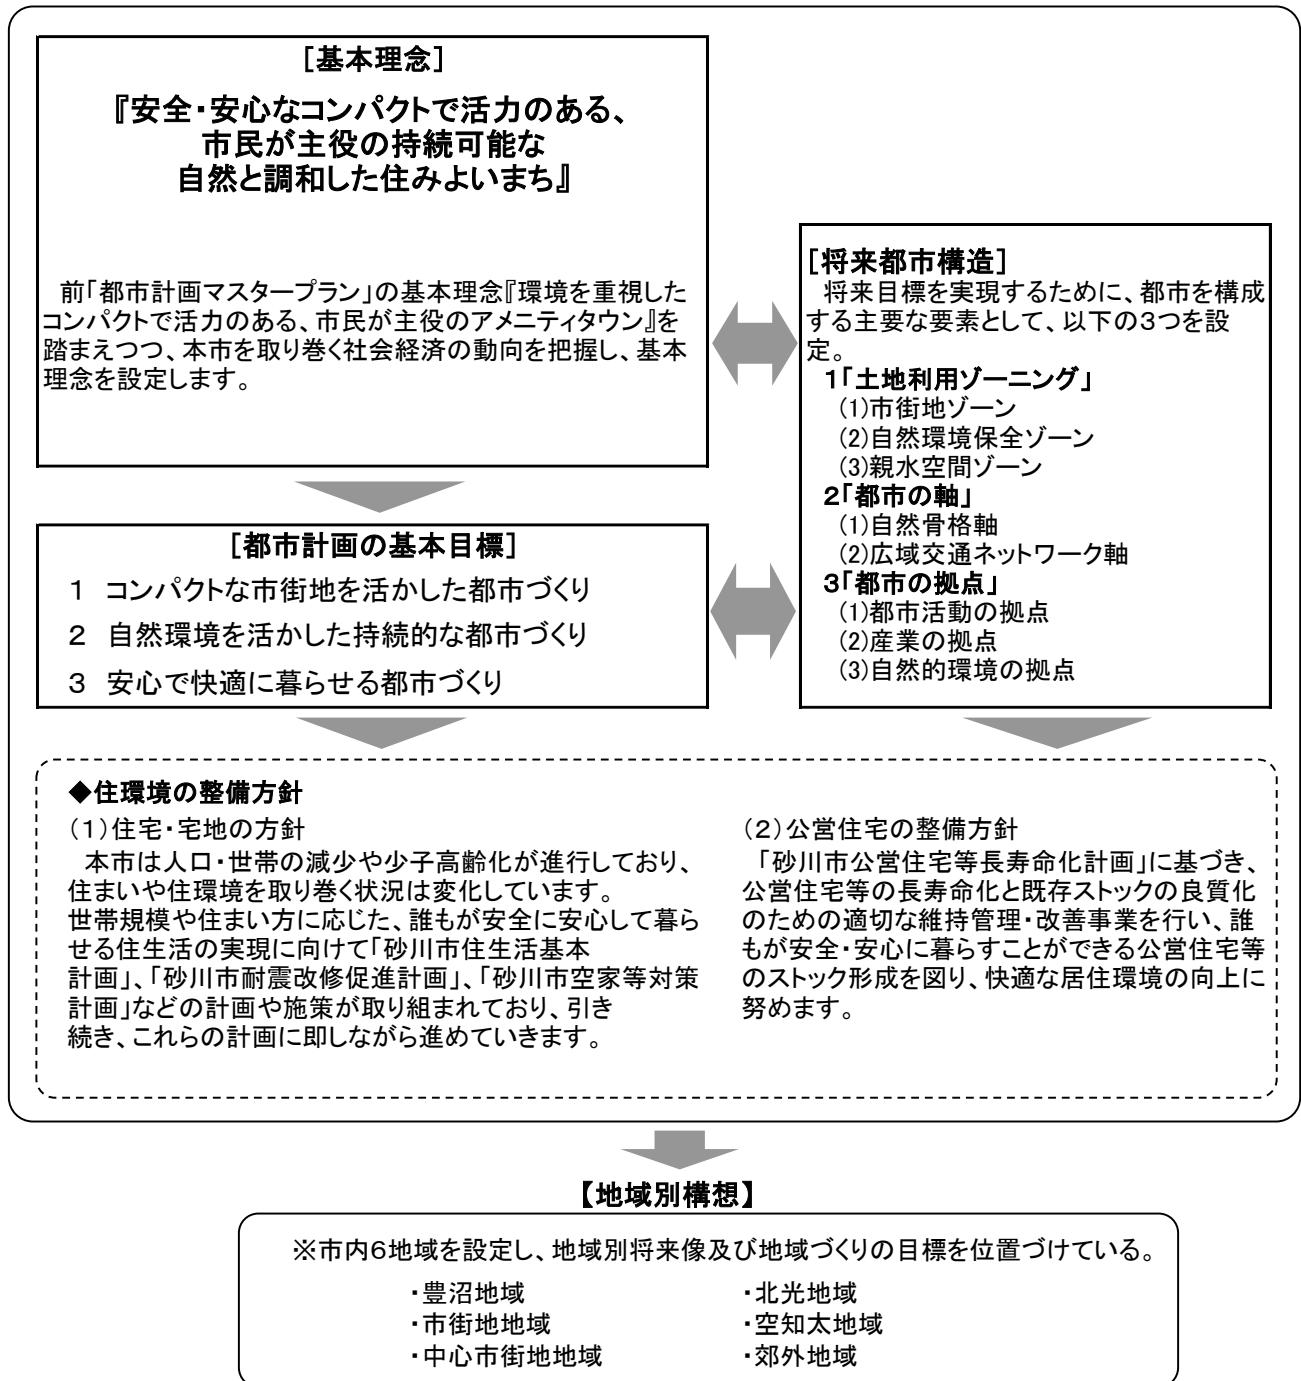 ［基本理念］
『安全・安心なコンパクトで活力のある、
市民が主役の持続可能な
自然と調和した住みよいまち』
前「都市計画マスタープラン」の基本理念『環境を重視した
コンパクトで活力のある、市民が主役のアメニティタウン』を
踏まえつつ、本市を取り巻く社会経済の動向を把握し、基本
理念を設定します。
［将来都市構造］
将来目標を実現するために、都市を構成
する主要な要素として、以下の３つを設
定。
１「土地利用ゾーニング」
(1)市街地ゾーン
(2)自然環境保全ゾーン
(3)親水空間ゾーン
２「都市の軸」
(1)自然骨格軸
(2)広域交通ネットワーク軸
３「都市の拠点」
(1)都市活動の拠点
(2)産業の拠点
(3)自然的環境の拠点
［都市計画の基本目標］
１　コンパクトな市街地を活かした都市づくり
２　自然環境を活かした持続的な都市づくり
３　安心で快適に暮らせる都市づくり
◆住環境の整備方針
（１）住宅・宅地の方針
本市は人口・世帯の減少や少子高齢化が進行しており、
住まいや住環境を取り巻く状況は変化しています。
世帯規模や住まい方に応じた、誰もが安全に安心して暮ら
せる住生活の実現に向けて「砂川市住生活基本
計画」、「砂川市耐震改修促進計画」、「砂川市空家等対策
計画」などの計画や施策が取り組まれており、引き
続き、これらの計画に即しながら進めていきます。
（２）公営住宅の整備方針
「砂川市公営住宅等長寿命化計画」に基づき、
公営住宅等の長寿命化と既存ストックの良質化
のための適切な維持管理・改善事業を行い、誰
もが安全・安心に暮らすことができる公営住宅等
のストック形成を図り、快適な居住環境の向上に
努めます。
【地域別構想】
※市内６地域を設定し、地域別将来像及び地域づくりの目標を位置づけている。
・豊沼地域
・市街地地域
・中心市街地地域
・北光地域
・空知太地域
・郊外地域